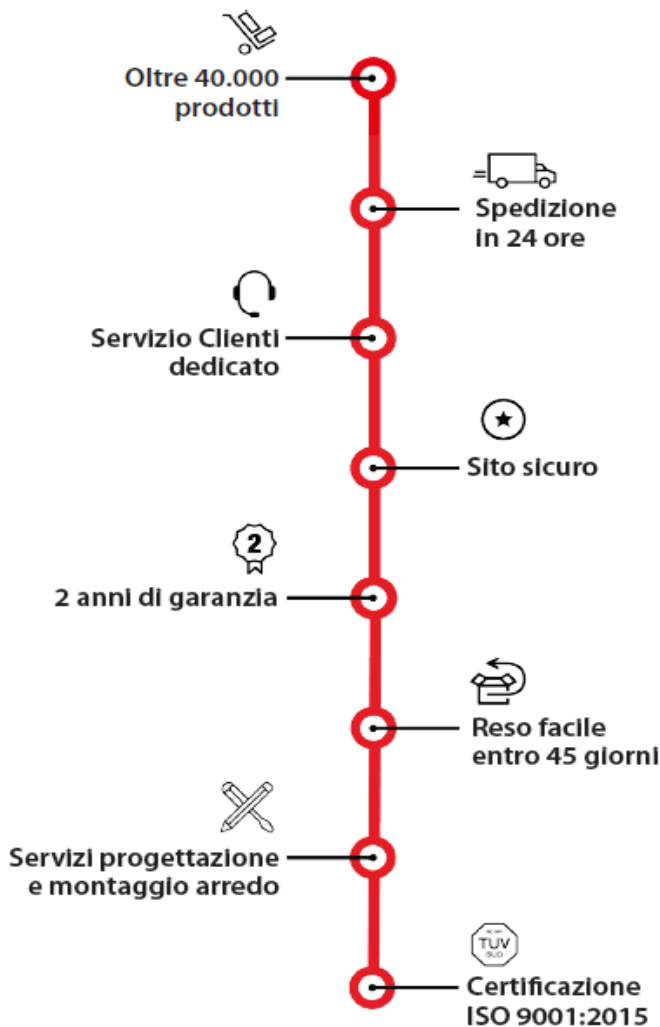 Oltre 40.000
prodotti
Spedizione
in 24 ore
Servizio Clienti
dedicato
Sito sicuro
2
2 anni di garanzia
Reso facile
entro 45 giorni
Servizi progettazione
e montaggio arredo
TUV
SUD
Certificazione
ISO 9001:2015